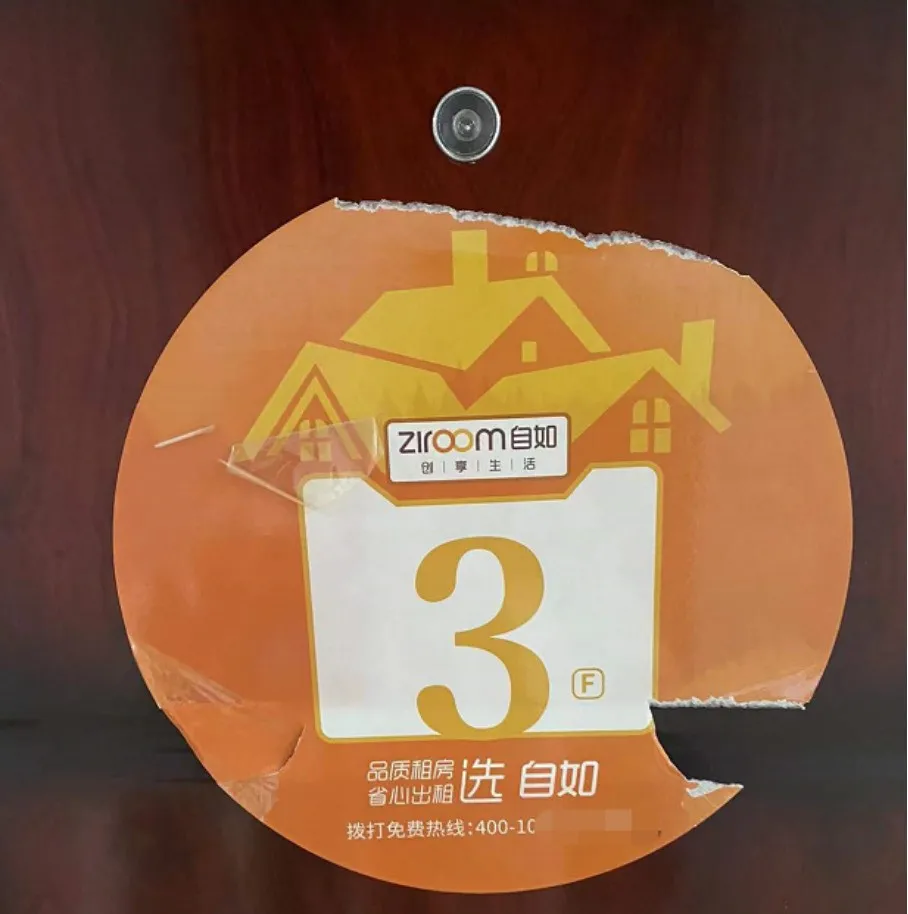 ziroom自如
创|享|生|活
3
F
品质租房
省心出租
选 自如
拨打免费热线:400-10